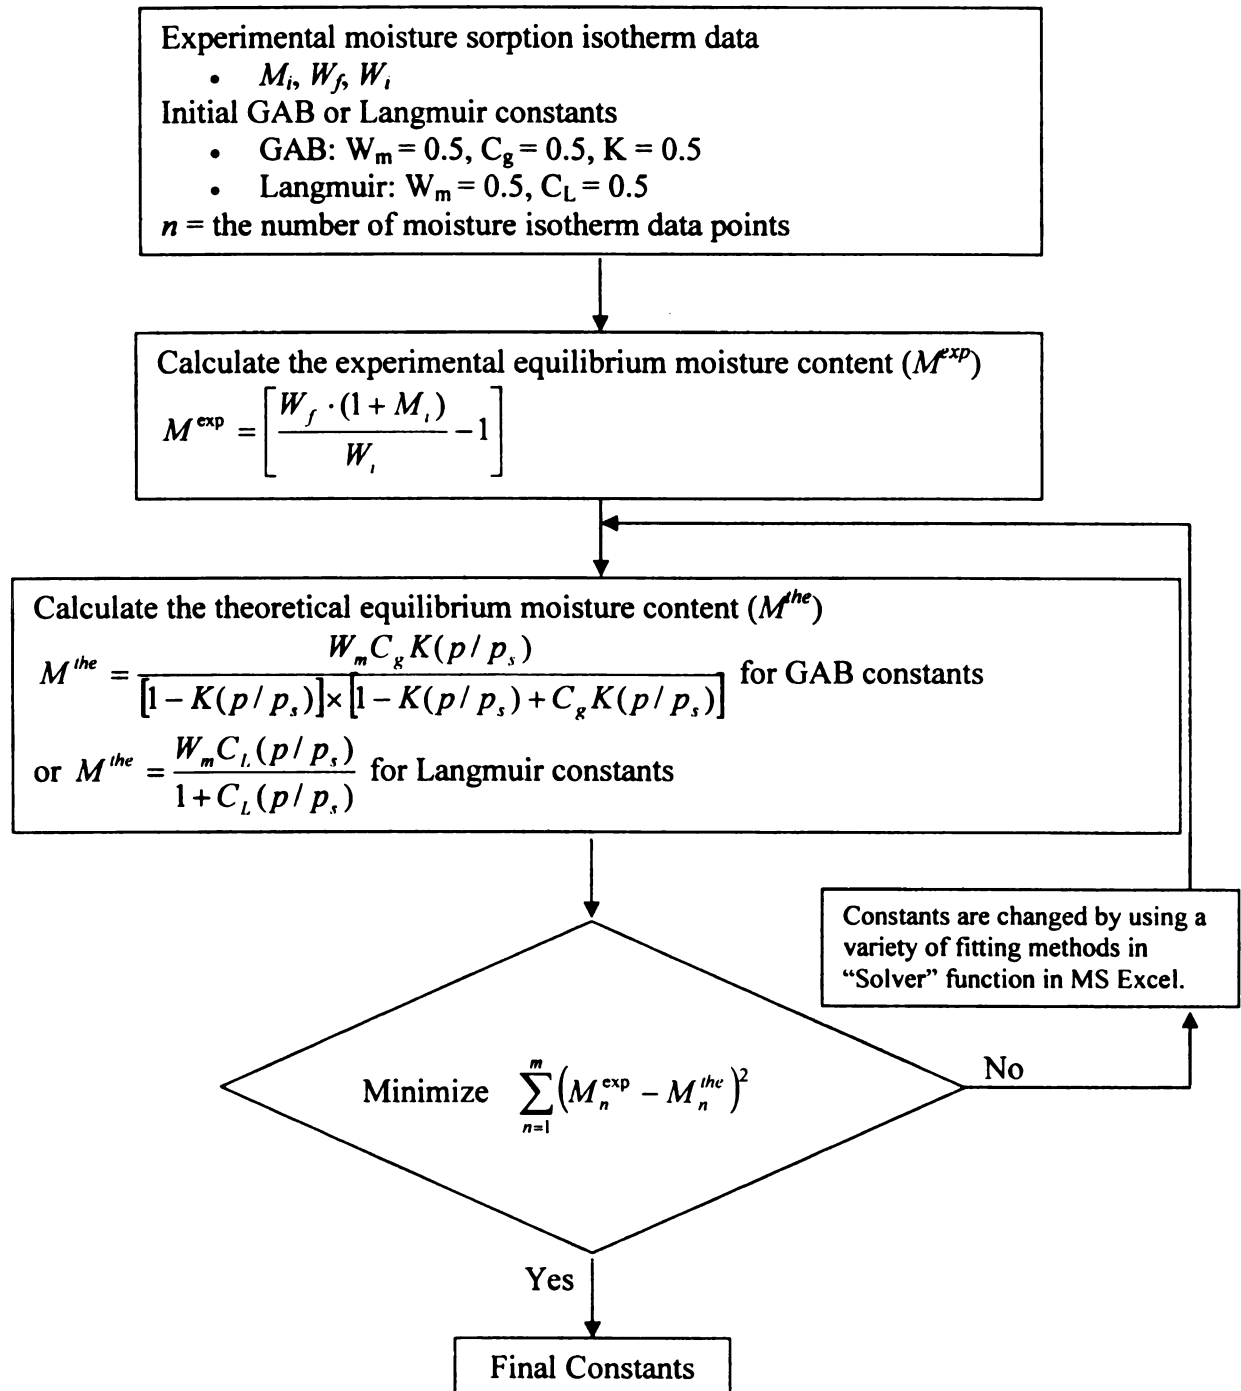 Experimental moisture sorption isotherm data
• Mᵢ, W_f, Wᵢ
Initial GAB or Langmuir constants
• GAB: Wₘ = 0.5, C_g = 0.5, K = 0.5
• Langmuir: Wₘ = 0.5, C_L = 0.5
n = the number of moisture isotherm data points
Calculate the experimental equilibrium moisture content (M^exp)
M^exp = [W_f · (1 + M_i) / W_i − 1]
Calculate the theoretical equilibrium moisture content (M^the)
M^the = W_m C_g K(p / p_s) / [1 − K(p / p_s)] × [1 − K(p / p_s) + C_g K(p / p_s)] for GAB constants
or M^the = W_m C_L (p / p_s) / 1 + C_L (p / p_s) for Langmuir constants
Constants are changed by using a
variety of fitting methods in
“Solver” function in MS Excel.
Minimize ∑_{n=1}^{m} (M_n^exp − M_n^the)²
No
Yes
Final Constants